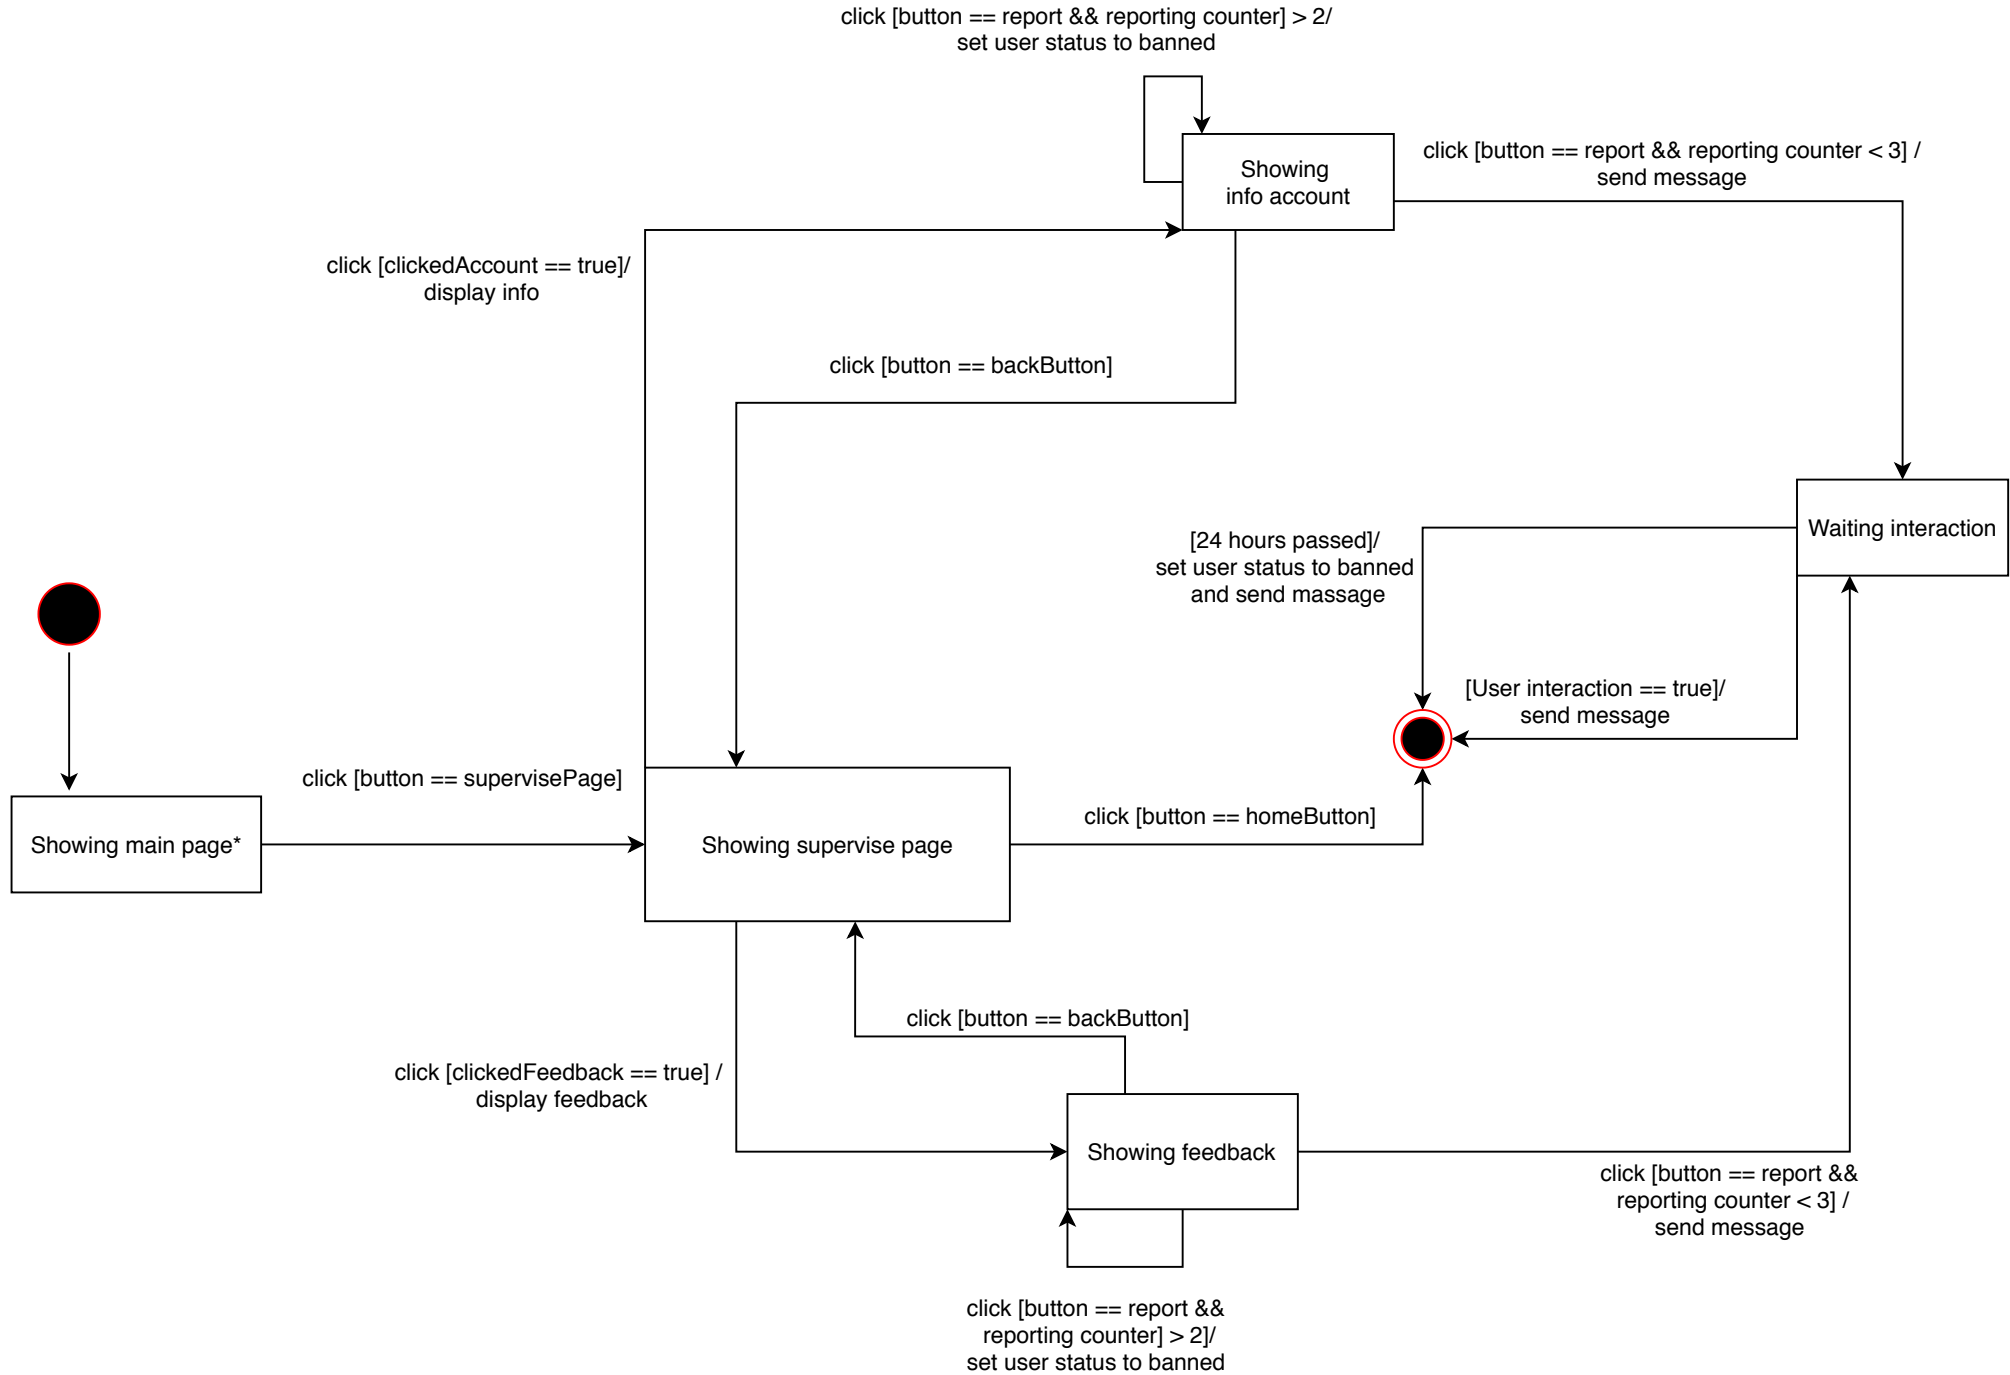 click [button == report && reporting counter] > 2/
set user status to banned
Showing
info account
click [button == report && reporting counter < 3] /
send message
click [clickedAccount == true]/
display info
click [button == backButton]
Waiting interaction
[24 hours passed]/
set user status to banned
and send massage
[User interaction == true]/
send message
click [button == supervisePage]
click [button == homeButton]
Showing main page*
Showing supervise page
click [button == backButton]
click [clickedFeedback == true] /
display feedback
Showing feedback
click [button == report &&
reporting counter < 3] /
send message
click [button == report &&
reporting counter] > 2]/
set user status to banned